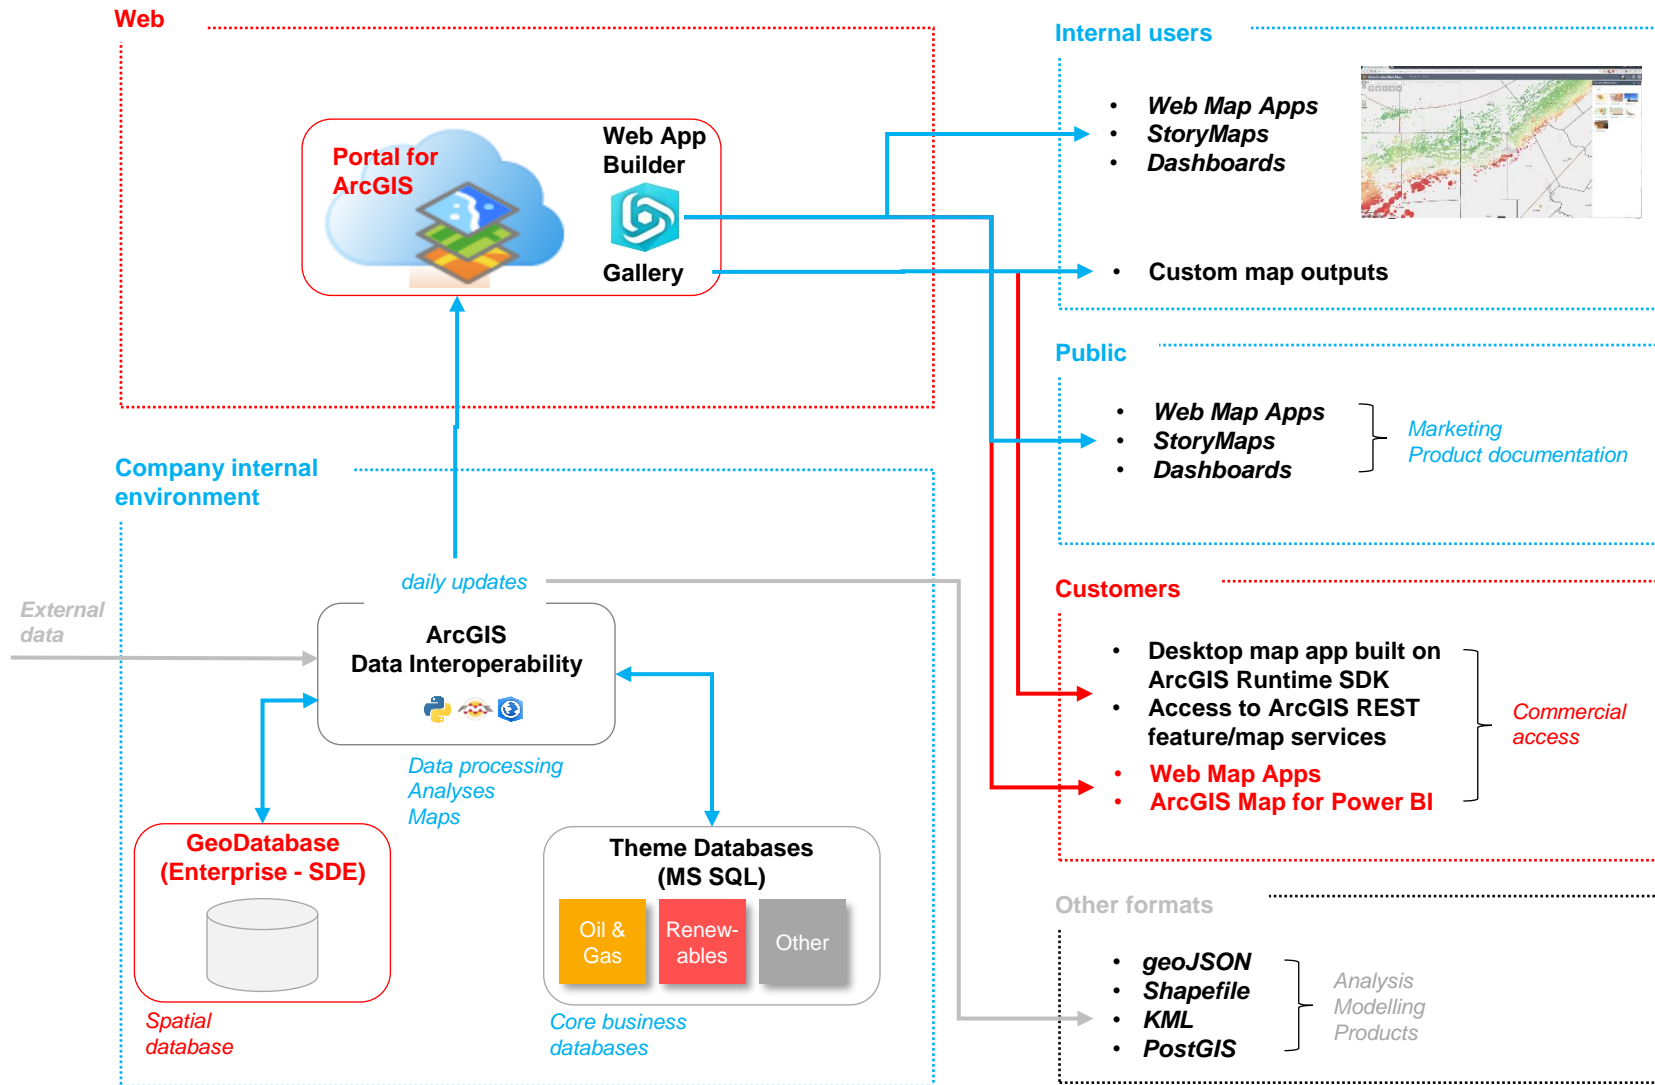 Web
Portal for
ArcGIS
Web App
Builder
Gallery
Company internal
environment
daily updates
External
data
ArcGIS
Data Interoperability
Data processing
Analyses
Maps
GeoDatabase
(Enterprise - SDE)
Spatial
database
Theme Databases
(MS SQL)
Oil &
Gas
Renew-
ables
Other
Core business
databases
Internal users
• Web Map Apps
• StoryMaps
• Dashboards
• Custom map outputs
Public
• Web Map Apps
• StoryMaps
• Dashboards
Marketing
Product documentation
Customers
• Desktop map app built on
ArcGIS Runtime SDK
• Access to ArcGIS REST
feature/map services
• Web Map Apps
• ArcGIS Map for Power BI
Commercial
access
Other formats
• geoJSON
• Shapefile
• KML
• PostGIS
Analysis
Modelling
Products